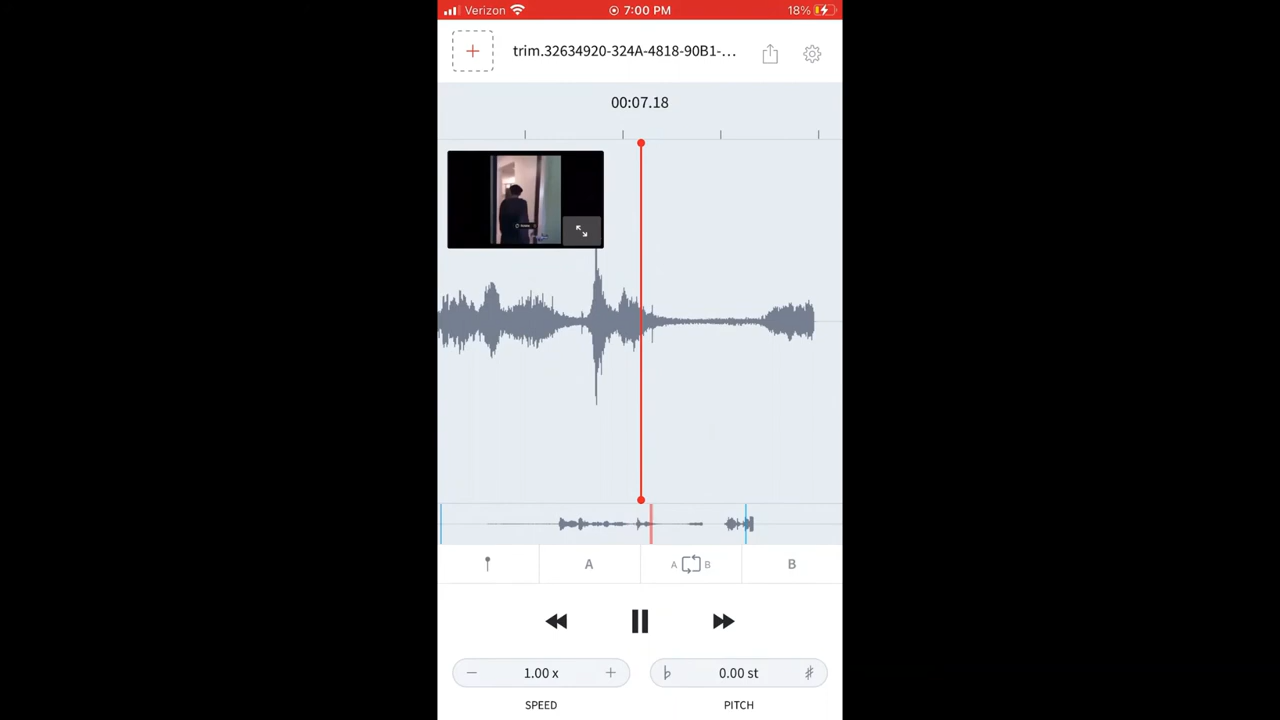 Verizon 7:00 PM 18%
trim.32634920-324A-4818-90B1-...
00:07.18
A A B B
1.00 x 0.00 st
SPEED PITCH